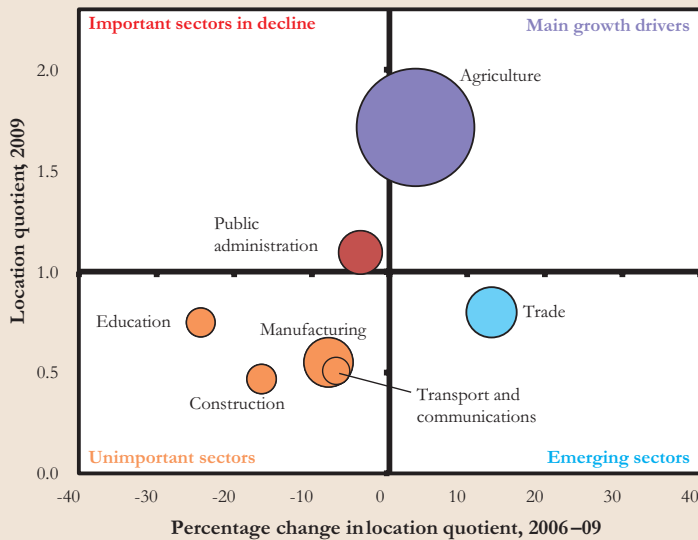 Important sectors in decline
Main growth drivers
2.0
Agriculture
1.5
Public
administration
1.0
Education
Manufacturing
Trade
0.5
Construction
Transport and
communications
Unimportant sectors
Emerging sectors
0.0
-40 -30 -20 -10 0 10 20 30 40
Percentage change in location quotient, 2006–09
Location quotient, 2009